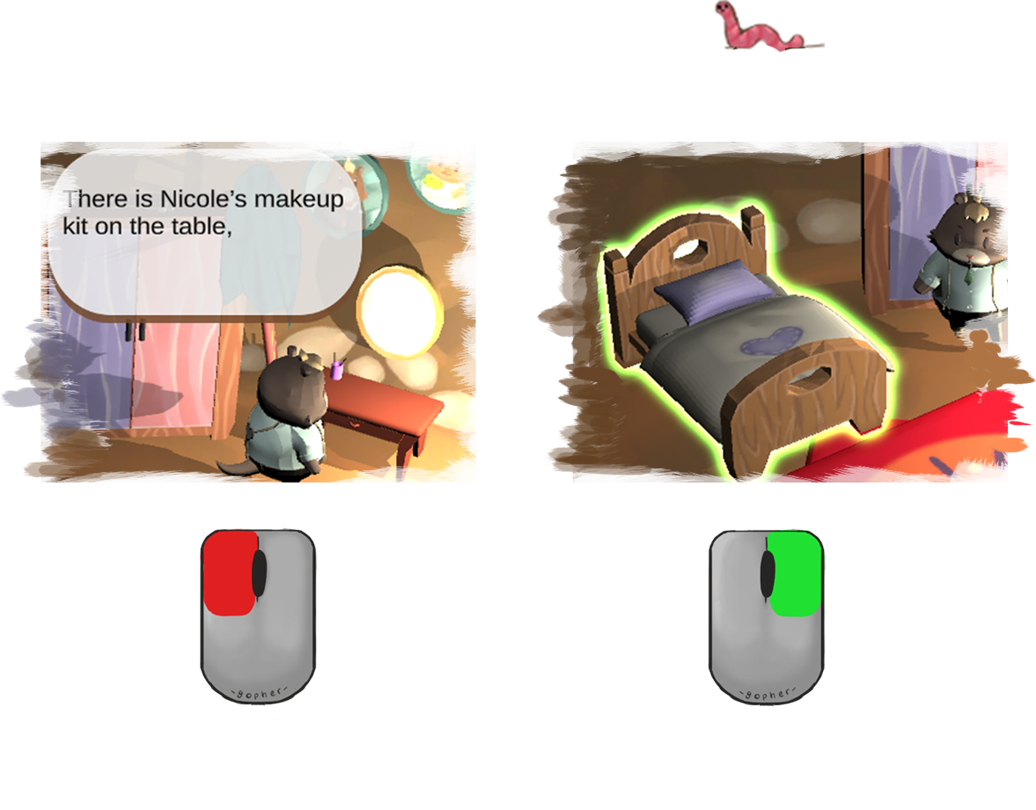 There is Nicole’s makeup
kit on the table,
-gopher-
-gopher-